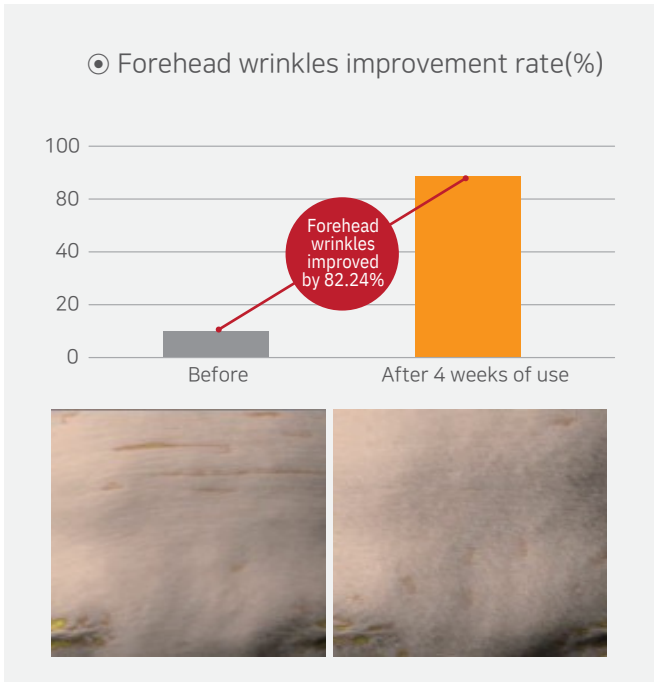 Forehead wrinkles improvement rate(%)
100
80
40
20
0
Forehead
wrinkles
improved
by 82.24%
Before
After 4 weeks of use